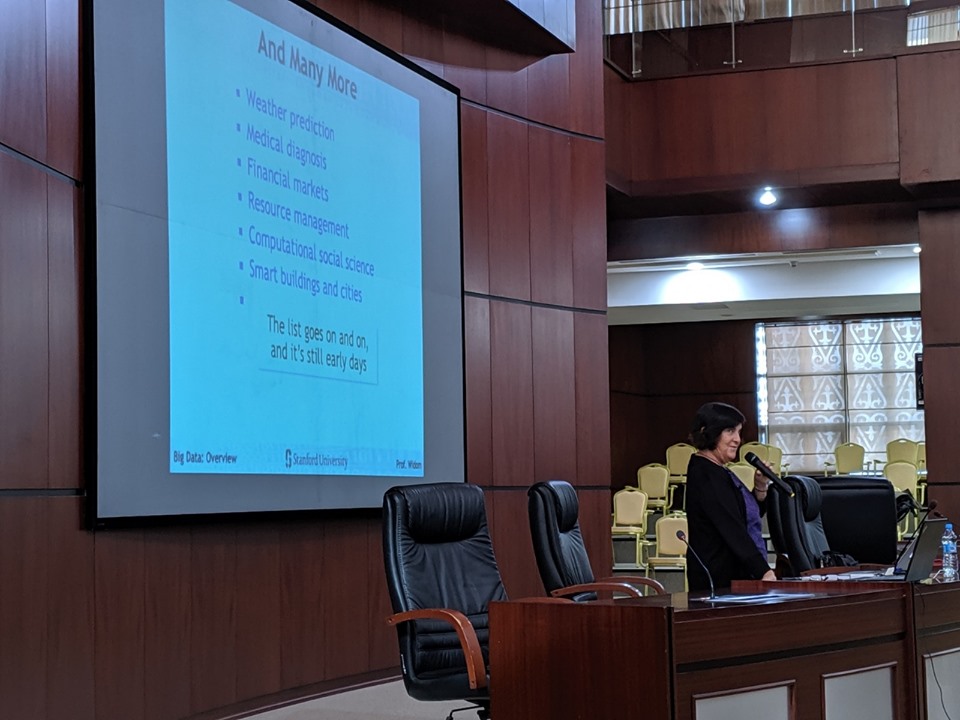 And Many More
Weather prediction
Medical diagnosis
Financial markets
Resource management
Computational social science
Smart buildings and cities
The list goes on and on,
and it's still early days
Big Data: Overview
Stanford University
Prof. Widom